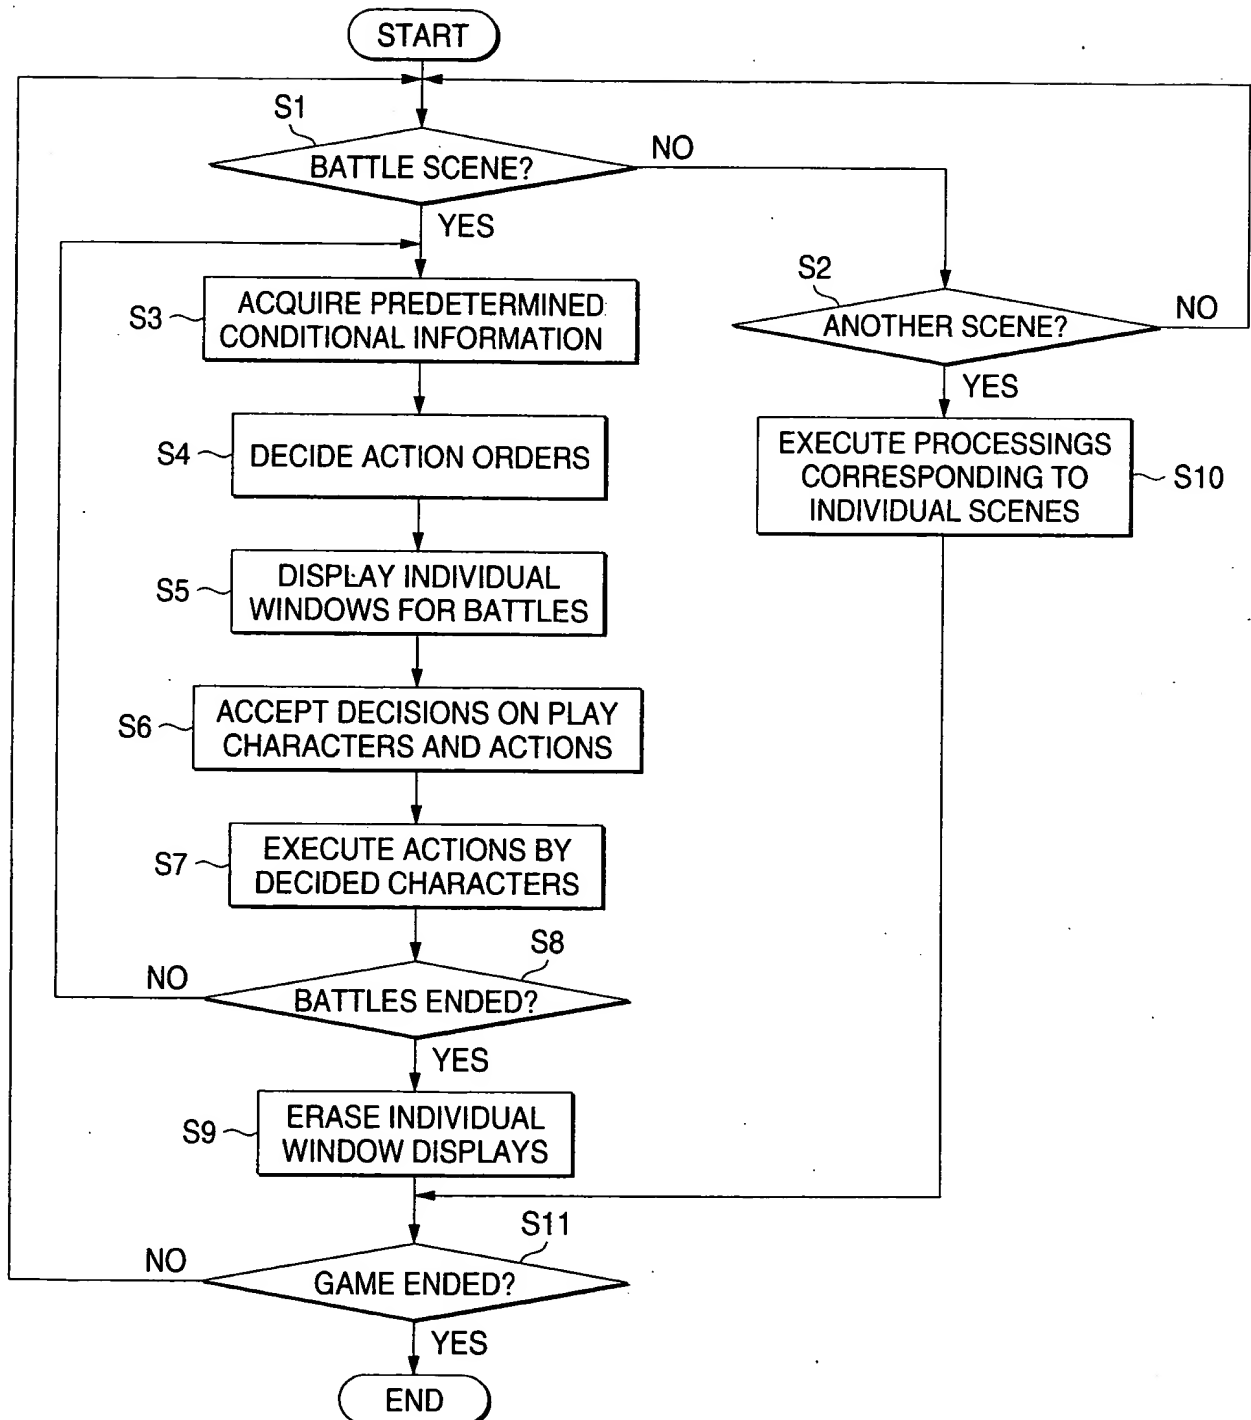 START
S1
BATTLE SCENE?
NO
YES
S2
ANOTHER SCENE?
NO
YES
S3
ACQUIRE PREDETERMINED
CONDITIONAL INFORMATION
S4
DECIDE ACTION ORDERS
EXECUTE PROCESSINGS
CORRESPONDING TO
INDIVIDUAL SCENES
S10
S5
DISPLAY INDIVIDUAL
WINDOWS FOR BATTLES
S6
ACCEPT DECISIONS ON PLAY
CHARACTERS AND ACTIONS
S7
EXECUTE ACTIONS BY
DECIDED CHARACTERS
S8
NO
BATTLES ENDED?
YES
S9
ERASE INDIVIDUAL
WINDOW DISPLAYS
S11
NO
GAME ENDED?
YES
END